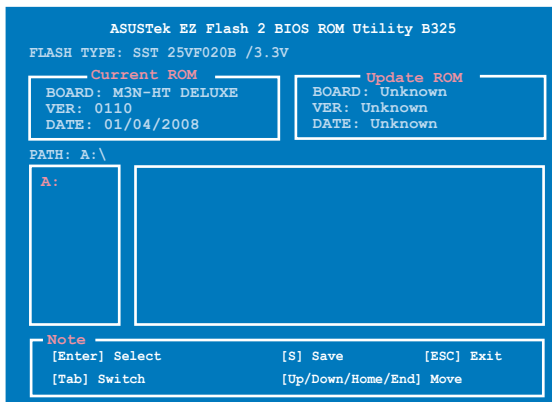 ASUSTek EZ Flash 2 BIOS ROM Utility B325
FLASH TYPE: SST 25VF020B /3.3V
Current ROM
BOARD: M3N-HT DELUXE
VER: 0110
DATE: 01/04/2008
Update ROM
BOARD: Unknown
VER: Unknown
DATE: Unknown
PATH: A:\
A:
Note
[Enter] Select [S] Save [ESC] Exit
[Tab] Switch [Up/Down/Home/End] Move